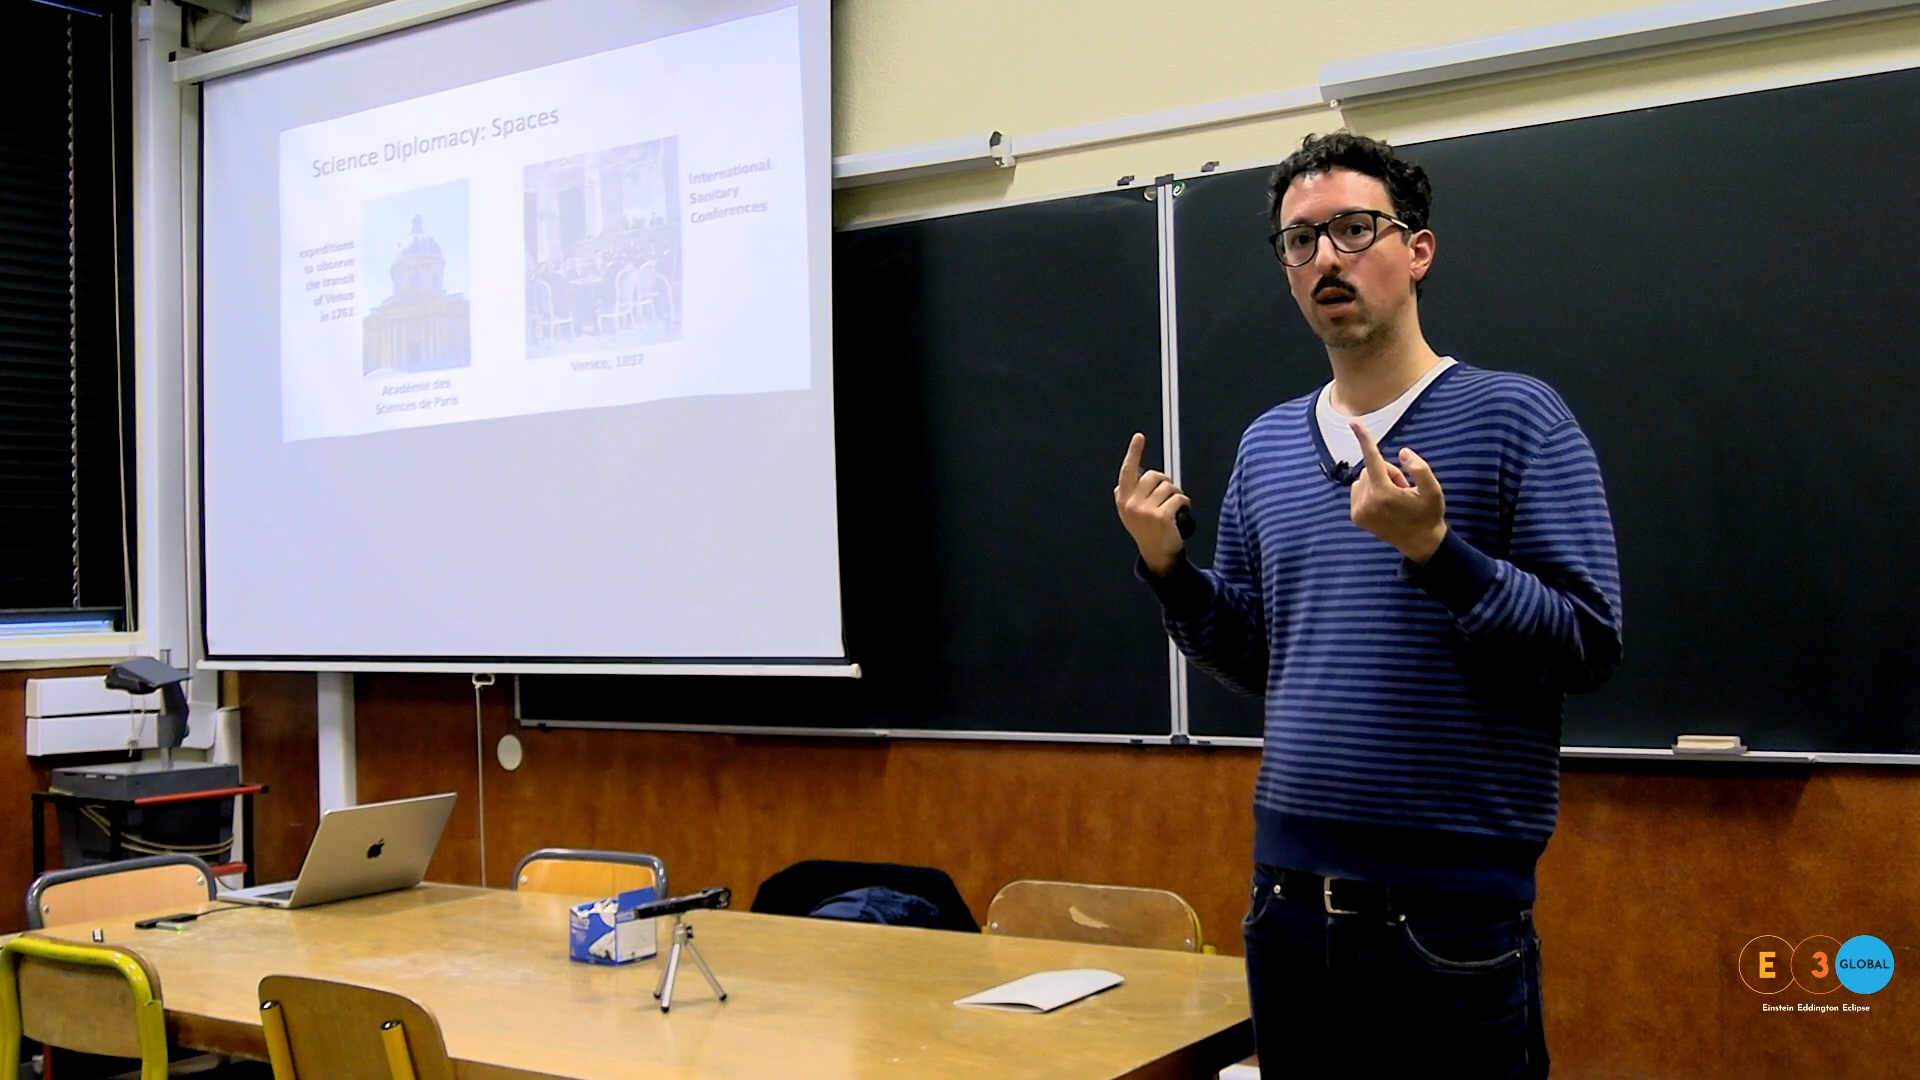 Science Diplomacy: Spaces
expeditions
to observe
the transit
of Venus
in 1761
Académie des
Sciences de Paris
Venice, 1897
International
Sanitary
Conferences
E 3 GLOBAL
Einstein Eddington Eclipse